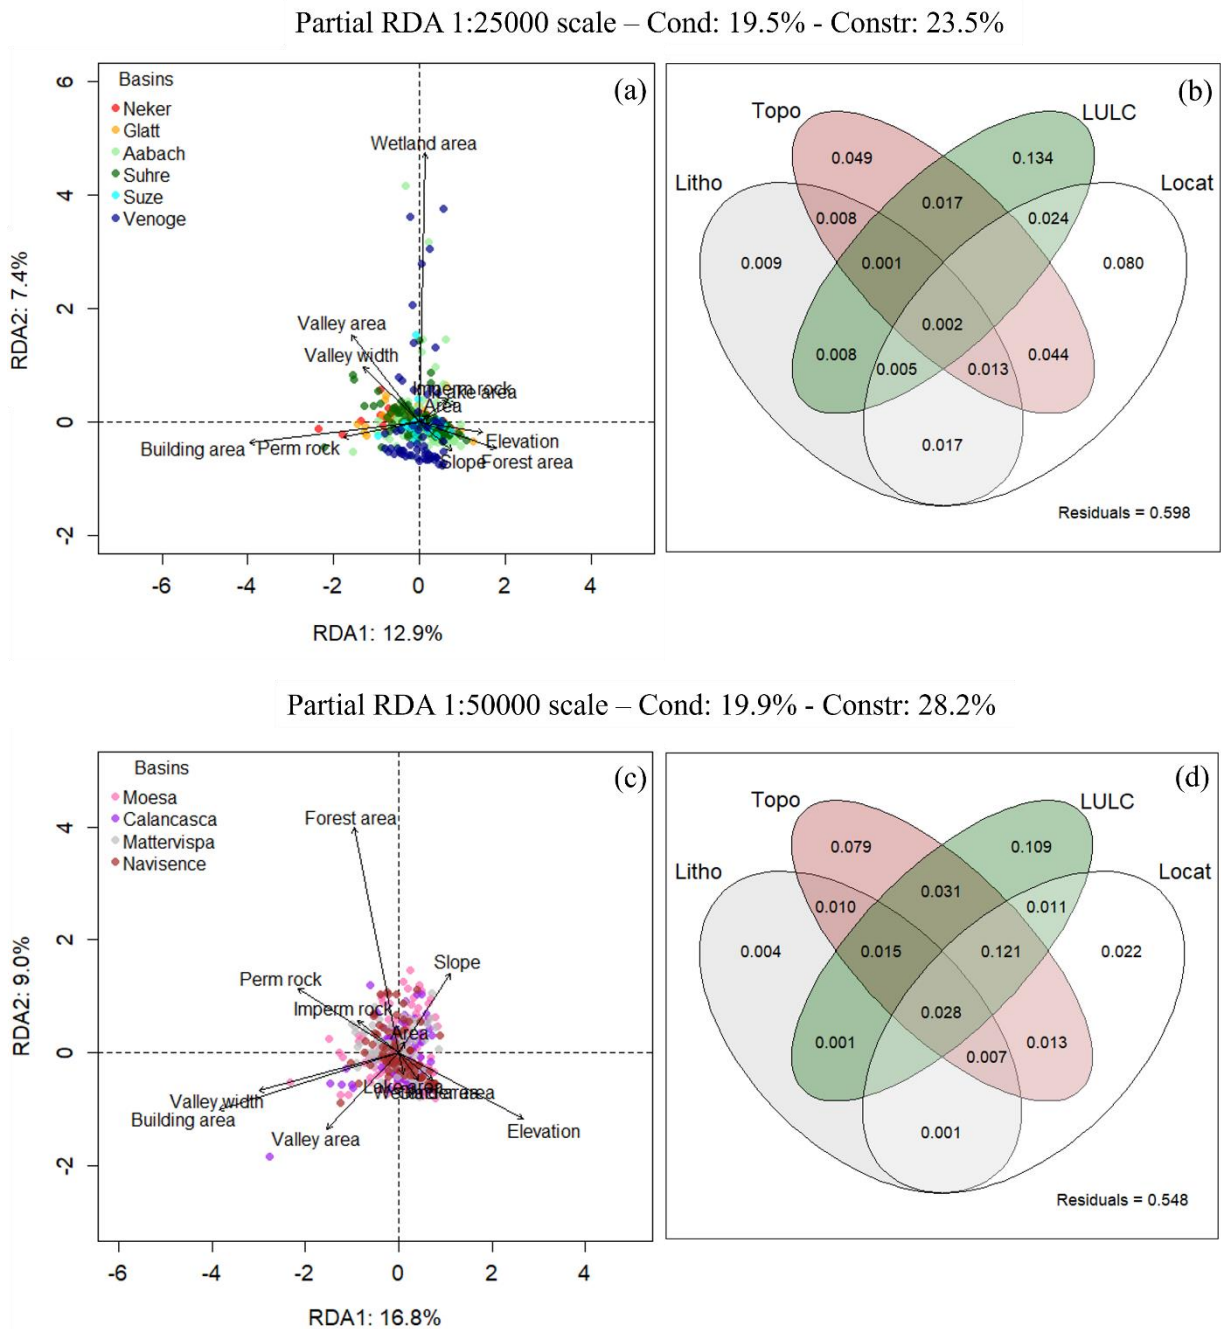 Partial RDA 1:25000 scale – Cond: 19.5% - Constr: 23.5%
(a)
Basins
Neker
Glatt
Aabach
Suhre
Suze
Venoge
Wetland area
Valley area
Valley width
Imperm rock
Lake area
Area
Building area
Perm rock
Elevation
Slope
Forest area
6
4
2
0
-2
-6
-4
-2
0
2
4
RDA2: 7.4%
RDA1: 12.9%
(b)
Topo
LULC
Litho
Locat
0.049
0.134
0.017
0.008
0.024
0.009
0.001
0.080
0.002
0.008
0.005
0.013
0.044
0.017
Residuals = 0.598
Partial RDA 1:50000 scale – Cond: 19.9% - Constr: 28.2%
(c)
Basins
Moesa
Calancasca
Mattervispa
Navisence
Forest area
Slope
Perm rock
Imperm rock
Area
Lake area
Valley width
Building area
Valley area
Elevation
4
2
0
-2
-6
-4
-2
0
2
4
RDA2: 9.0%
RDA1: 16.8%
(d)
Topo
LULC
Litho
Locat
0.079
0.109
0.031
0.010
0.011
0.004
0.015
0.121
0.022
0.028
0.001
0.007
0.013
0.001
Residuals = 0.548